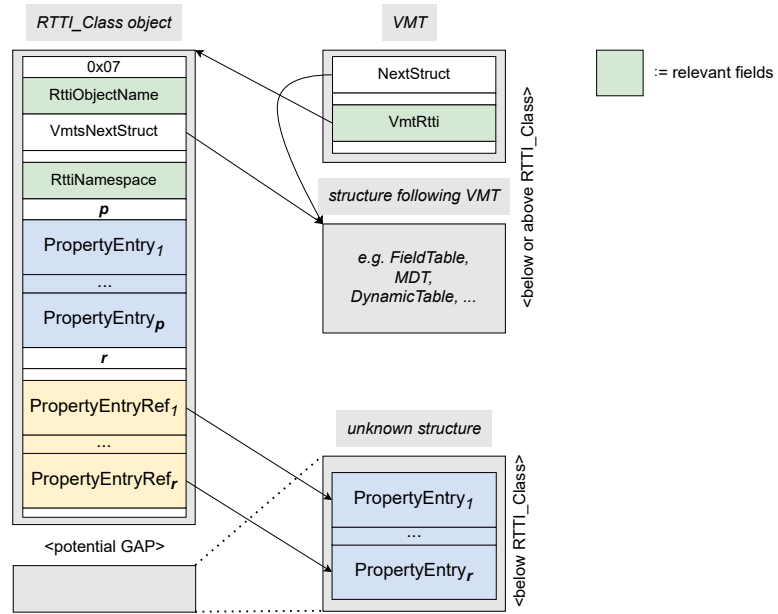 RTTI_Class object
0x07
RttiObjectName
VmtsNextStruct
RttiNamespace
p
PropertyEntry1
...
PropertyEntryp
r
PropertyEntryRef1
...
PropertyEntryRefr
<potential GAP>
VMT
NextStruct
VmtRtti
<below or above RTTI_Class>
structure following VMT
e.g. FieldTable,
MDT,
DynamicTable, ...
unknown structure
PropertyEntry1
...
PropertyEntryr
<below RTTI_Class>
:= relevant fields